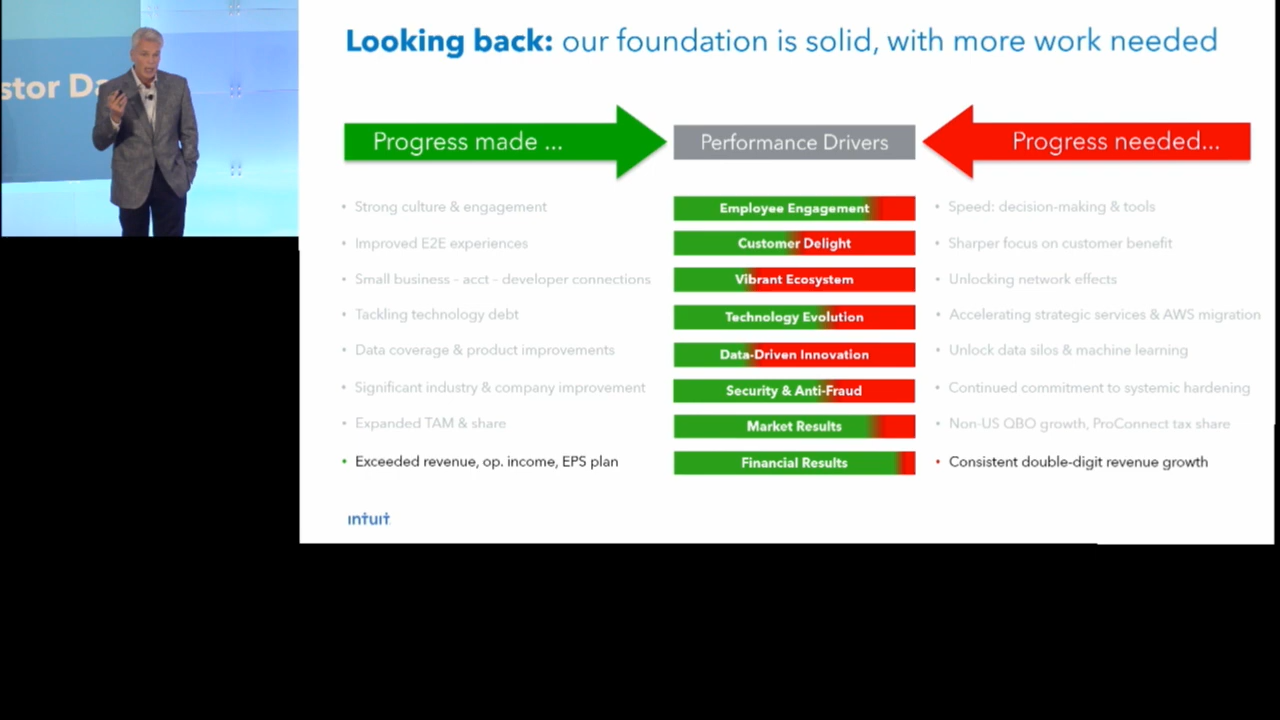 stor Da
Looking back: our foundation is solid, with more work needed
Progress made ...
Performance Drivers
Progress needed...
• Strong culture & engagement
Employee Engagement
• Speed: decision-making & tools
• Improved E2E experiences
Customer Delight
• Sharper focus on customer benefit
• Small business – acct – developer connections
Vibrant Ecosystem
• Unlocking network effects
• Tackling technology debt
Technology Evolution
• Accelerating strategic services & AWS migration
• Data coverage & product improvements
Data-Driven Innovation
• Unlock data silos & machine learning
• Significant industry & company improvement
Security & Anti-Fraud
• Continued commitment to systemic hardening
• Expanded TAM & share
Market Results
• Non-US QBO growth, ProConnect tax share
• Exceeded revenue, op. income, EPS plan
Financial Results
• Consistent double-digit revenue growth
intuit